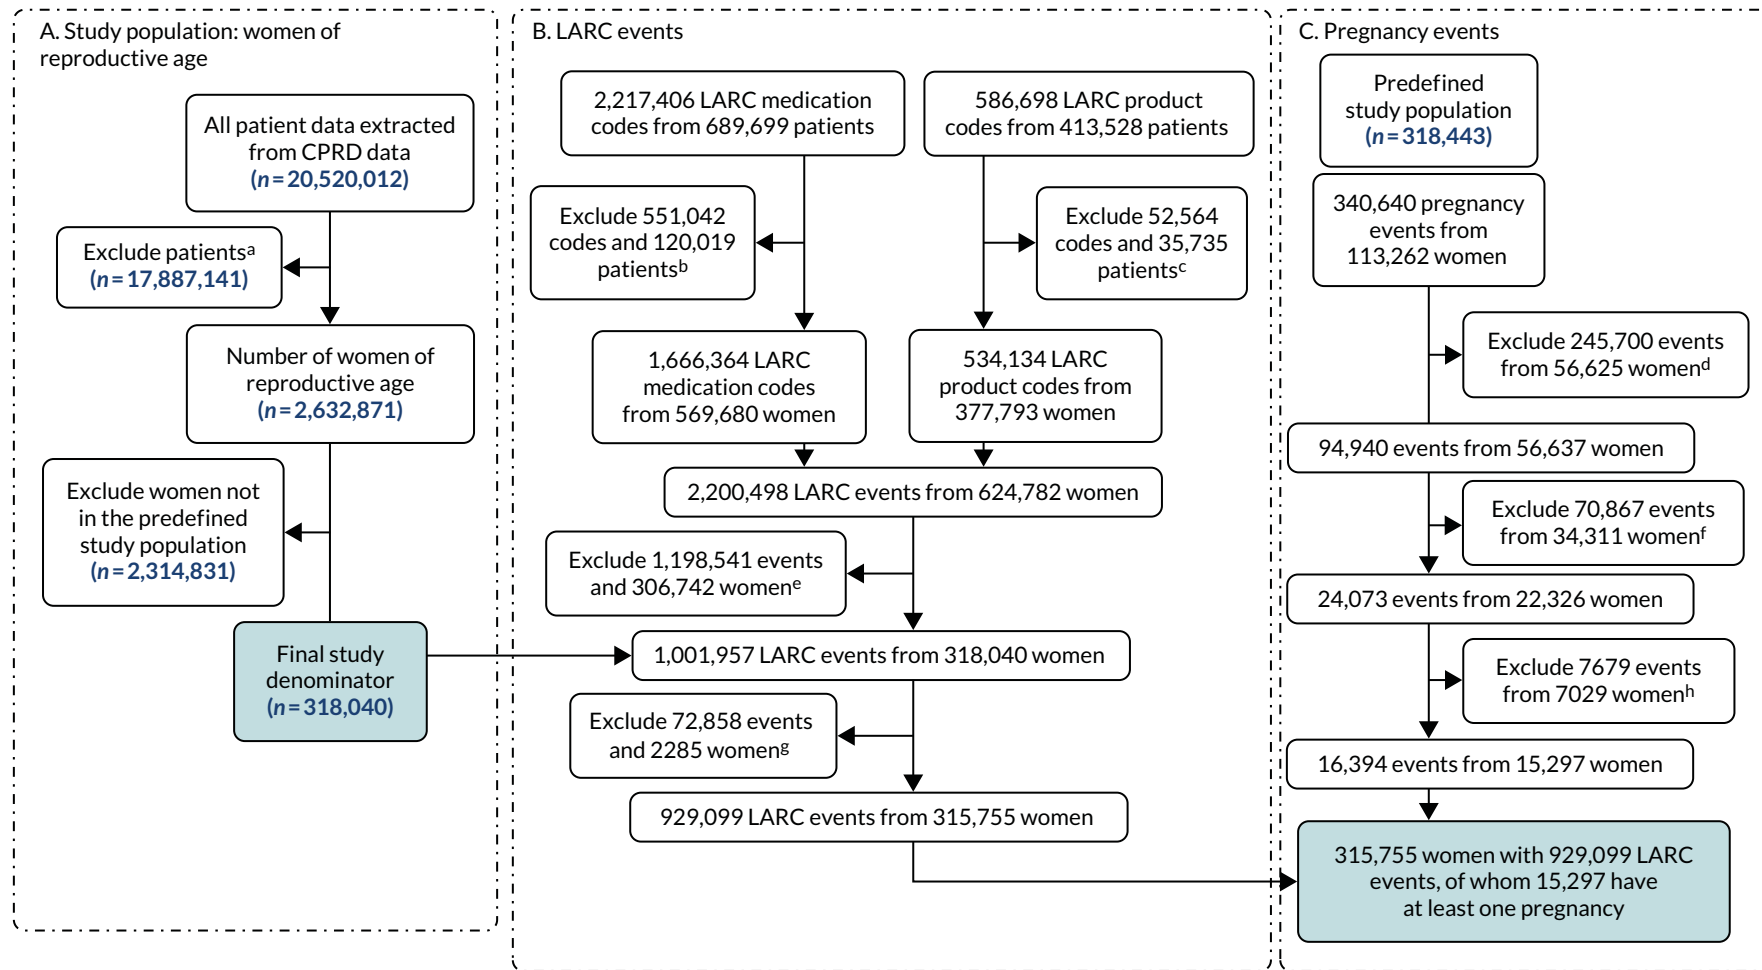 A. Study population: women of
reproductive age
All patient data extracted
from CPRD data
(n=20,520,012)
Exclude patientsᵃ
(n=17,887,141)
Number of women of
reproductive age
(n=2,632,871)
Exclude women not
in the predefined
study population
(n=2,314,831)
Final study
denominator
(n=318,040)
B. LARC events
2,217,406 LARC medication
codes from 689,699 patients
586,698 LARC product
codes from 413,528 patients
Exclude 551,042
codes and 120,019
patientsᵇ
Exclude 52,564
codes and 35,735
patientsᶜ
1,666,364 LARC
medication codes
from 569,680 women
534,134 LARC
product codes from
377,793 women
2,200,498 LARC events from 624,782 women
Exclude 1,198,541 events
and 306,742 womenᵉ
1,001,957 LARC events from 318,040 women
Exclude 72,858 events
and 2285 womenᵍ
929,099 LARC events from 315,755 women
C. Pregnancy events
Predefined
study population
(n=318,443)
340,640 pregnancy
events from
113,262 women
Exclude 245,700 events
from 56,625 womenᵈ
94,940 events from 56,637 women
Exclude 70,867 events
from 34,311 womenᶠ
24,073 events from 22,326 women
Exclude 7679 events
from 7029 womenʰ
16,394 events from 15,297 women
315,755 women with 929,099 LARC
events, of whom 15,297 have
at least one pregnancy